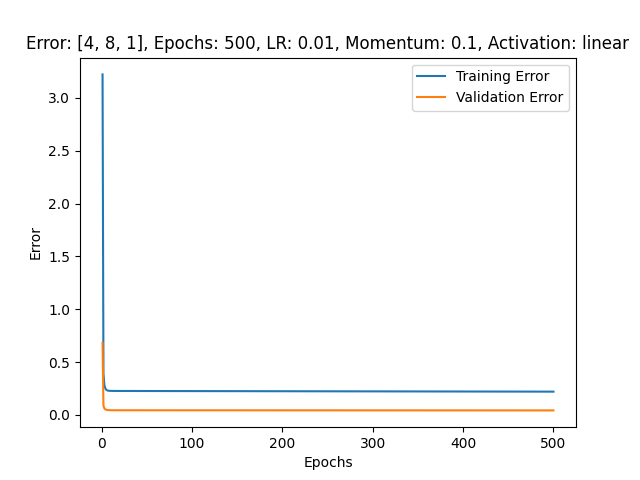 Error: [4, 8, 1], Epochs: 500, LR: 0.01, Momentum: 0.1, Activation: linear
Training Error
Validation Error
3.0
2.5
2.0
1.5
1.0
0.5
0.0
Error
0 100 200 300 400 500
Epochs